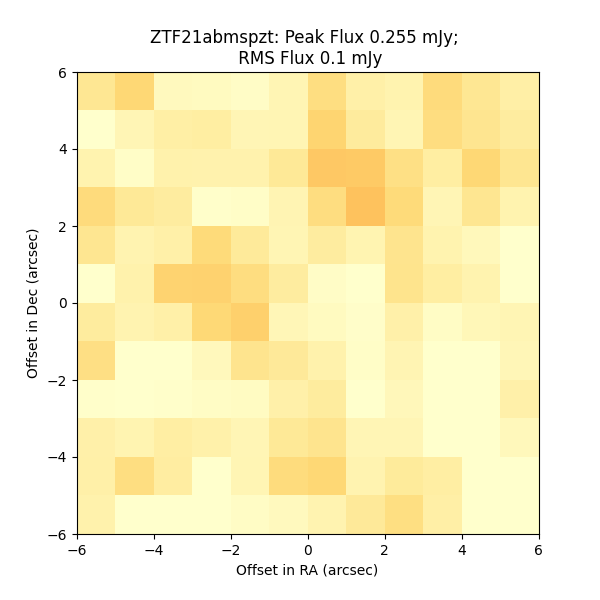 ZTF21abmspzt: Peak Flux 0.255 mJy;
RMS Flux 0.1 mJy
6
4
2
0
−2
−4
−6
Offset in Dec (arcsec)
−6 −4 −2 0 2 4 6
Offset in RA (arcsec)